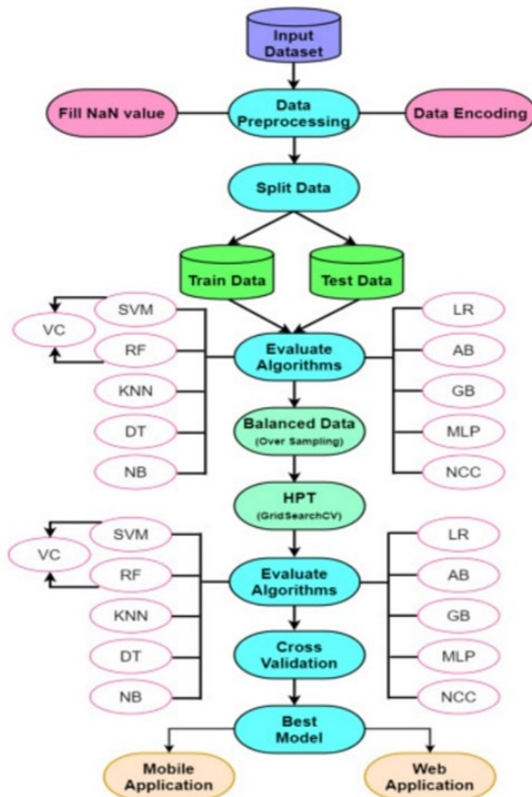 Input
Dataset
Fill NaN value
Data
Preprocessing
Data Encoding
Split Data
Train Data
Test Data
SVM
LR
VC
RF
Evaluate
Algorithms
AB
KNN
GB
Balanced Data
(Over Sampling)
DT
MLP
NB
NCC
HPT
(GridSearchCV)
SVM
LR
VC
RF
Evaluate
Algorithms
AB
KNN
GB
Cross
Validation
DT
MLP
NB
NCC
Best
Model
Mobile
Application
Web
Application